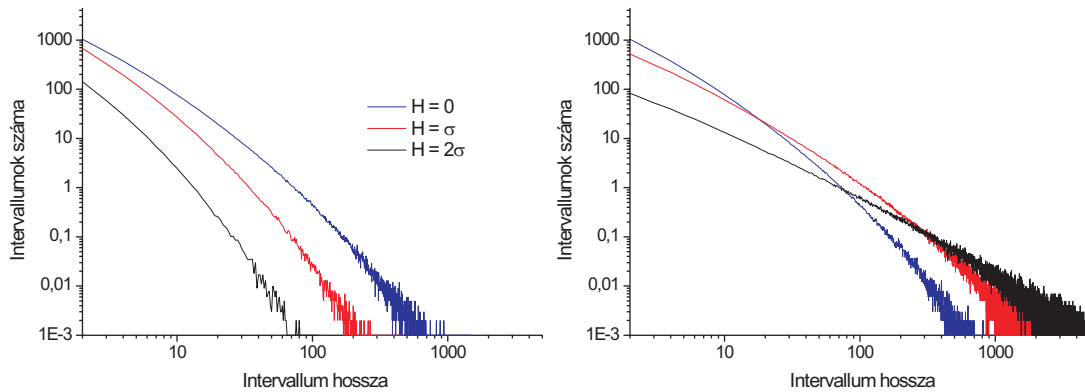 1000
100
10
1
0,1
0,01
1E-3
Intervallumok száma
10
100
1000
Intervallum hossza
H = 0
H = σ
H = 2σ
1000
100
10
1
0,1
0,01
1E-3
Intervallumok száma
10
100
1000
Intervallum hossza